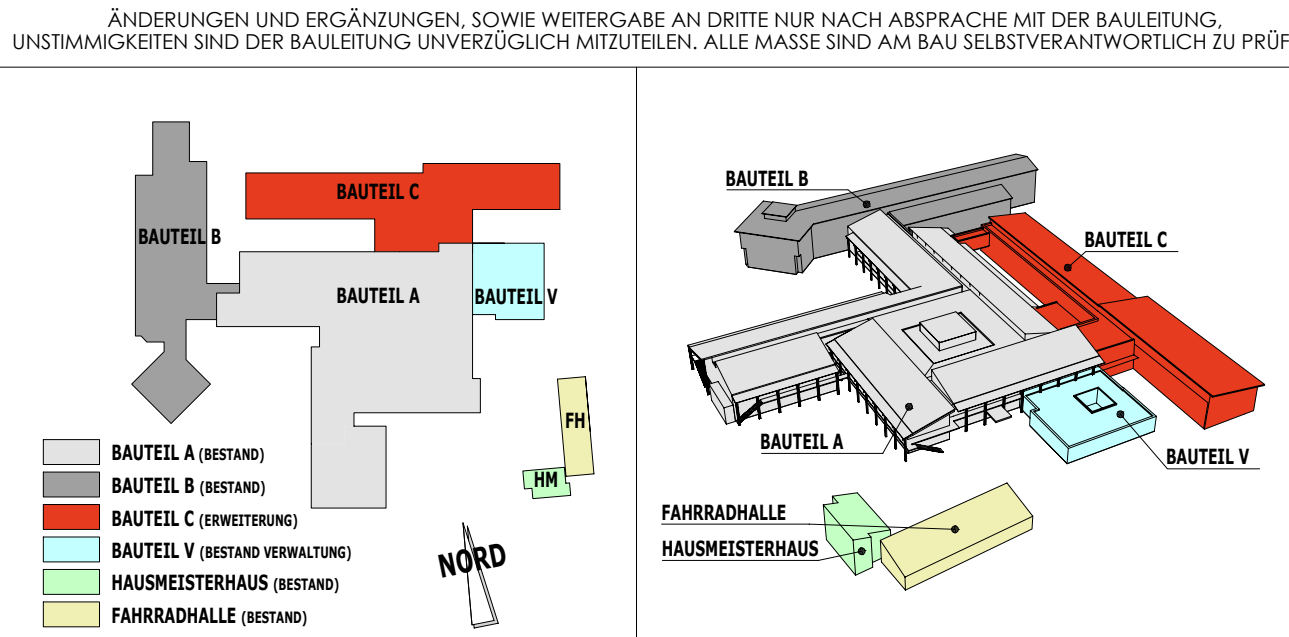 ÄNDERUNGEN UND ERGÄNZUNGEN, SOWIE WEITERGABE AN DRITTE NUR NACH ABSPRACHE MIT DER BAULEITUNG,
UNSTIMMIGKEITEN SIND DER BAULEITUNG UNVERZÜGLICH MITZUTEILEN. ALLE MASSE SIND AM BAU SELBSTVERANTWORTLICH ZU PRÜF
BAUTEIL C
BAUTEIL B
BAUTEIL A
BAUTEIL V
FH
HM
BAUTEIL A (BESTAND)
BAUTEIL B (BESTAND)
BAUTEIL C (ERWEITERUNG)
BAUTEIL V (BESTAND VERWALTUNG)
HAUSMEISTERHAUS (BESTAND)
FAHRRADHALLE (BESTAND)
NORD
BAUTEIL B
BAUTEIL C
BAUTEIL A
BAUTEIL V
FAHRRADHALLE
HAUSMEISTERHAUS